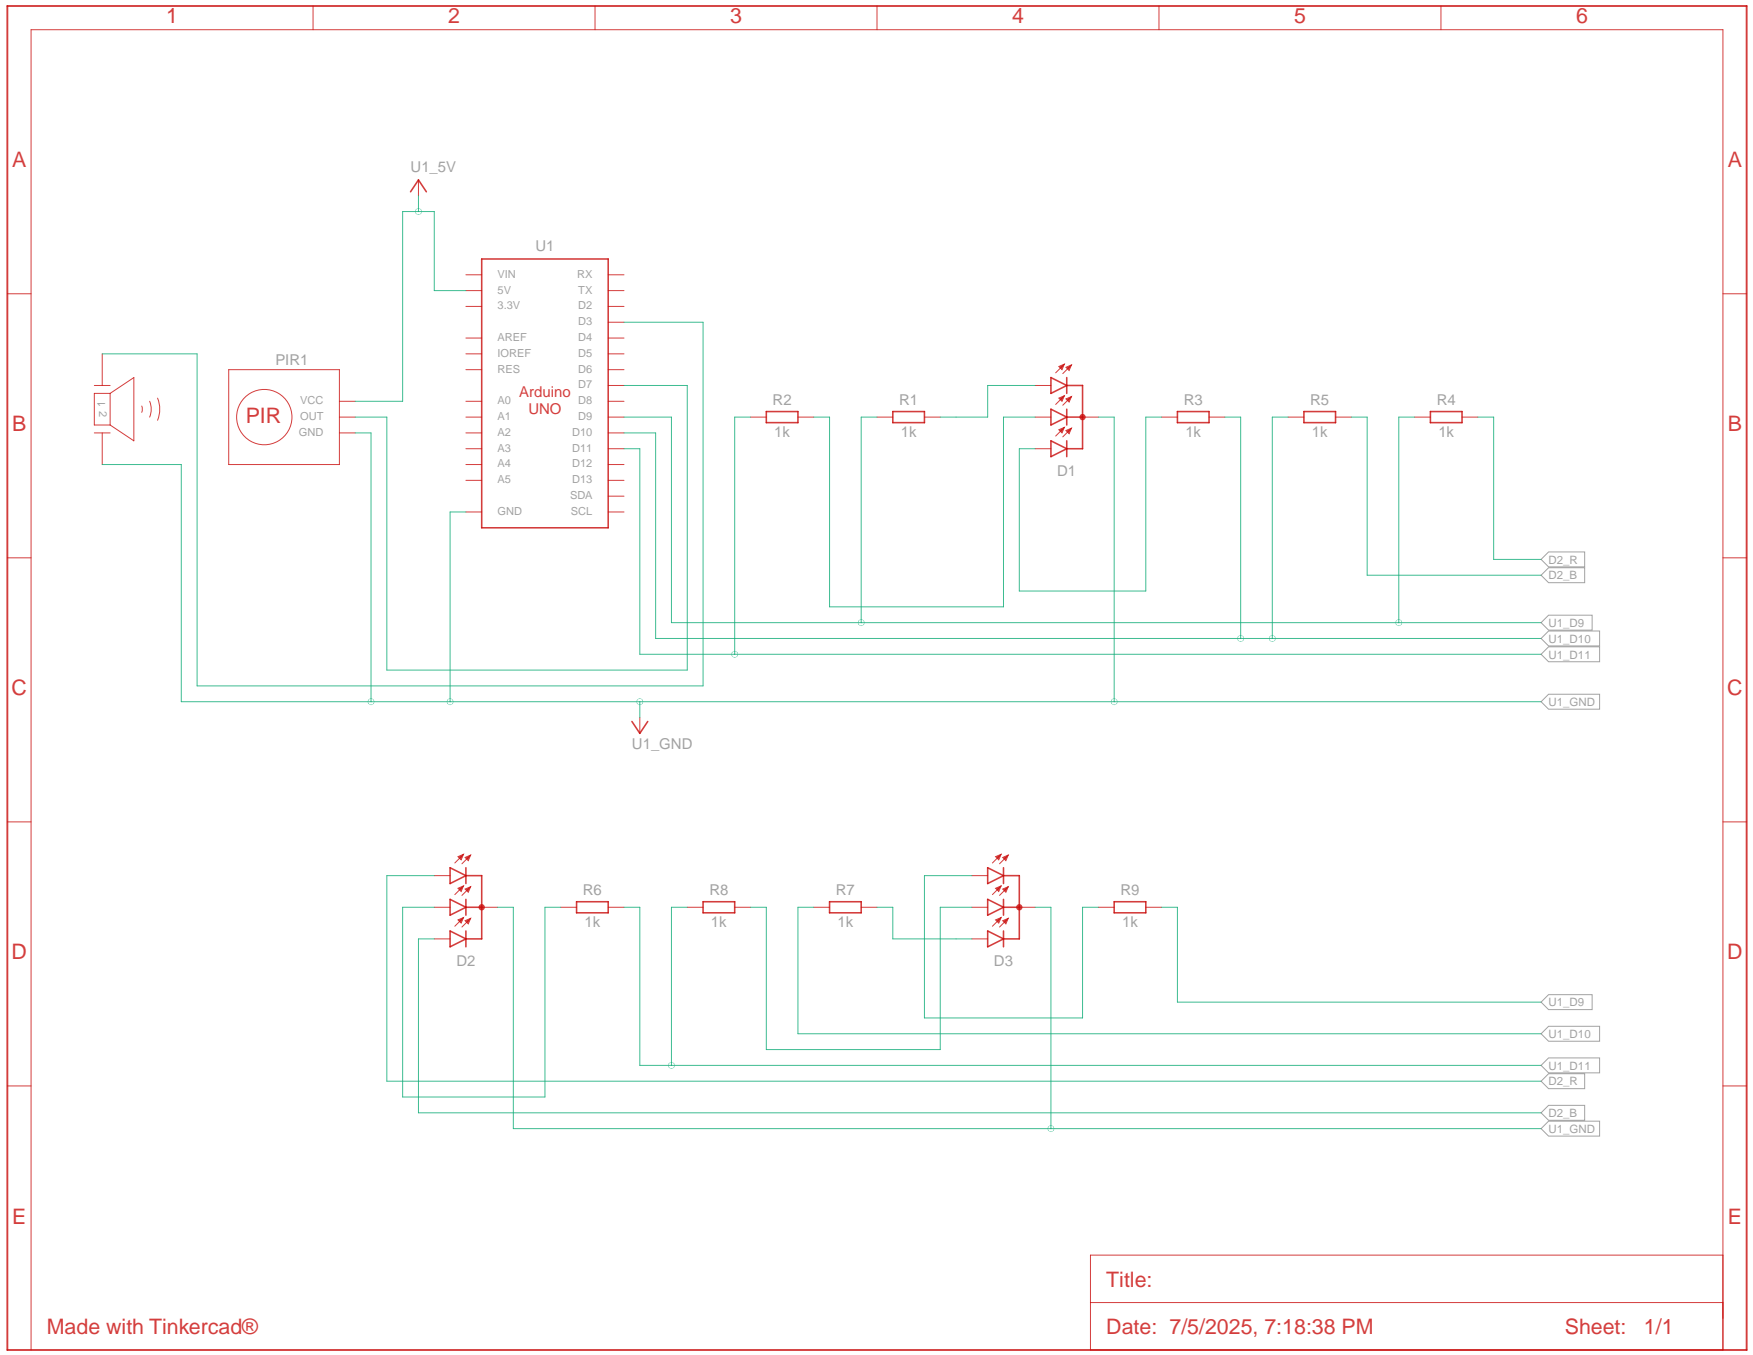 1 2 3 4 5 6
A A
U1_5V
U1
VIN RX
5V TX
3.3V D2
D3
AREF D4
IOREF D5
RES D6
D7
A0 D8
A1 D9
A2 D10
A3 D11
A4 D12
A5 D13
SDA
GND SCL
Arduino
UNO
B B
1 2
PIR1
PIR
VCC
OUT
GND
R2
1k
R1
1k
D1
R3
1k
R5
1k
R4
1k
D2_R
D2_B
U1_D9
U1_D10
U1_D11
C C
U1_GND
U1_GND
D D
D2
R6
1k
R8
1k
R7
1k
D3
R9
1k
U1_D9
U1_D10
U1_D11
D2_R
D2_B
U1_GND
E E
Title:
Made with Tinkercad®
Date: 7/5/2025, 7:18:38 PM
Sheet: 1/1